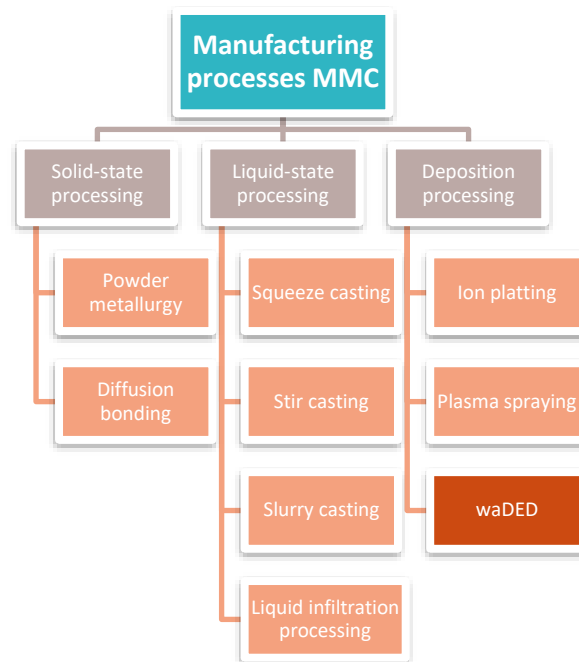 Manufacturing
processes MMC
Solid-state
processing
Liquid-state
processing
Deposition
processing
Powder
metallurgy
Diffusion
bonding
Squeeze casting
Stir casting
Slurry casting
Liquid infiltration
processing
Ion platting
Plasma spraying
waDED